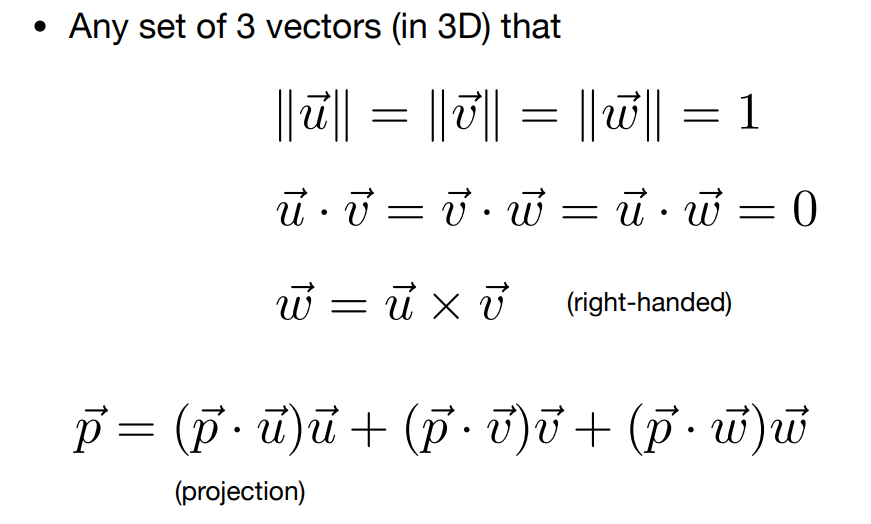 • Any set of 3 vectors (in 3D) that
‖u⃗‖ = ‖v⃗‖ = ‖w⃗‖ = 1
u⃗ · v⃗ = v⃗ · w⃗ = u⃗ · w⃗ = 0
w⃗ = u⃗ × v⃗ (right-handed)
p⃗ = (p⃗ · u⃗)u⃗ + (p⃗ · v⃗)v⃗ + (p⃗ · w⃗)w⃗
(projection)